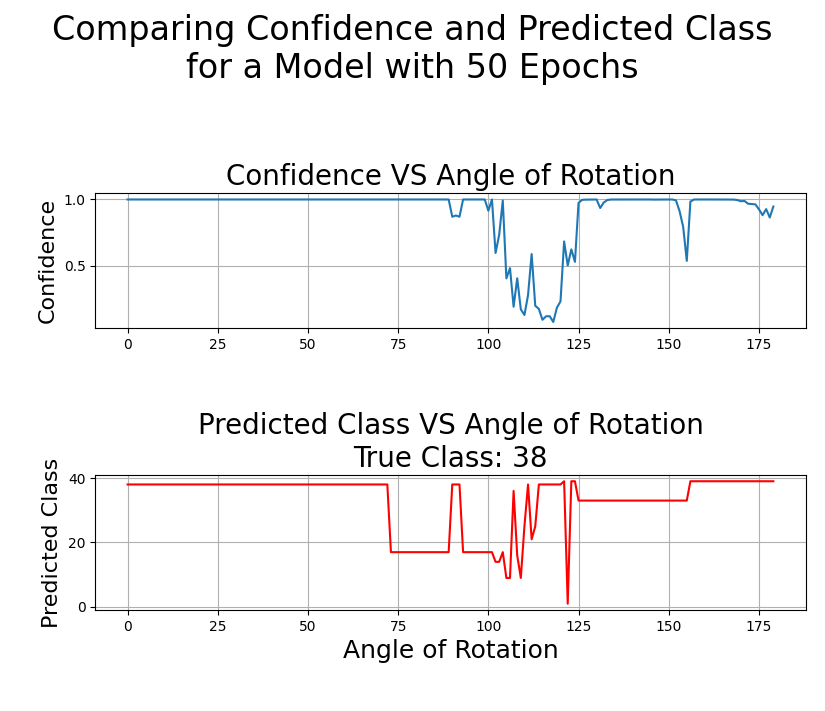 Comparing Confidence and Predicted Class
for a Model with 50 Epochs
Confidence VS Angle of Rotation
Confidence
1.0
0.5
0 25 50 75 100 125 150 175
Predicted Class VS Angle of Rotation
True Class: 38
Predicted Class
40
20
0
0 25 50 75 100 125 150 175
Angle of Rotation